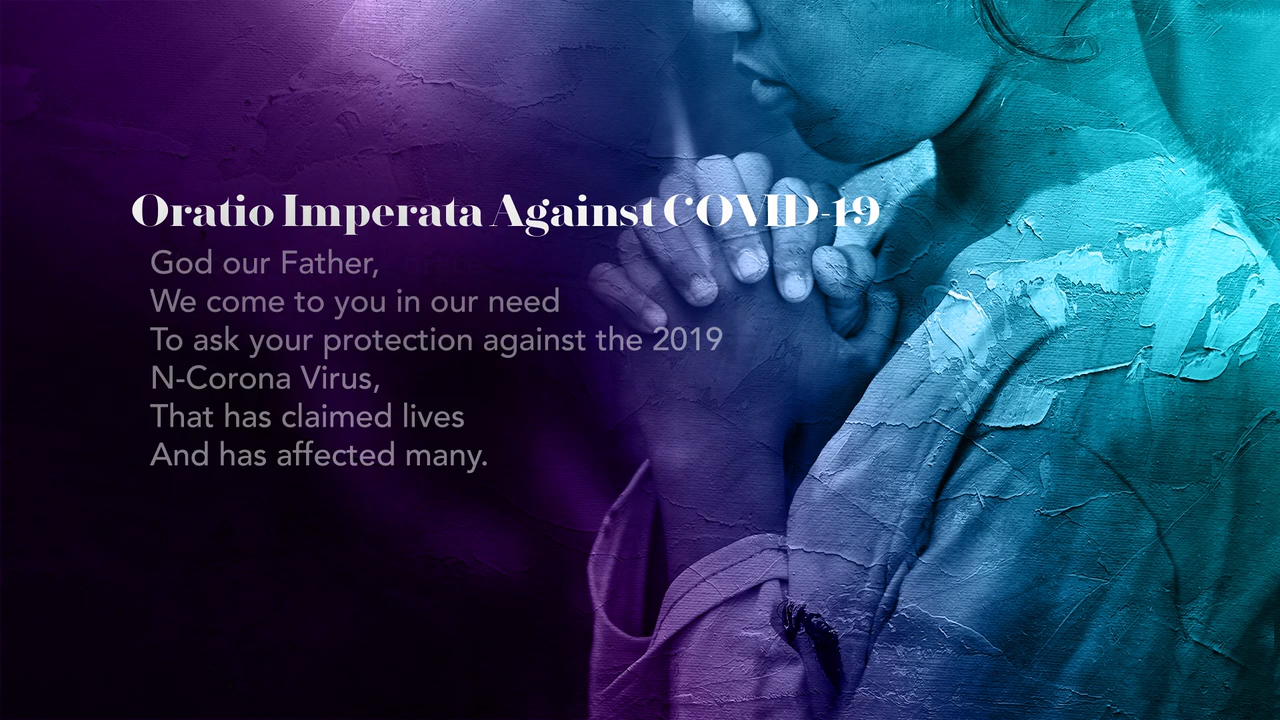 Oratio Imperata Against COVID-19
God our Father,
We come to you in our need
To ask your protection against the 2019
N-Corona Virus,
That has claimed lives
And has affected many.